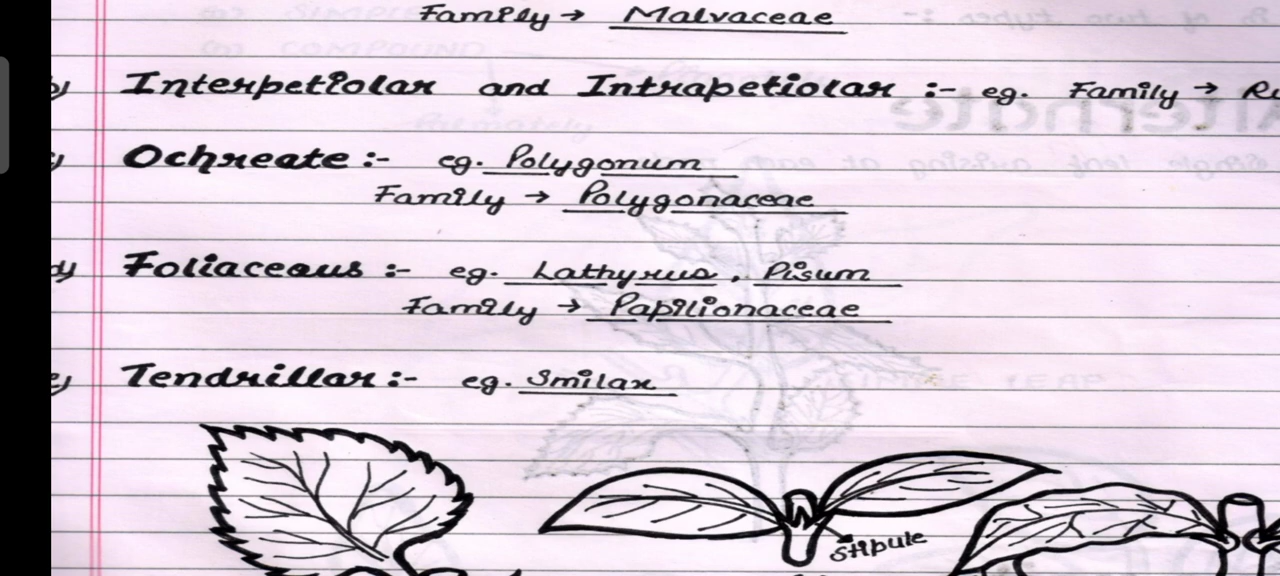 Family → Malvaceae
Interpetiolar and Intrapetiolar :- eg. Family →
Ochreate :- eg. Polygonum
Family → Polygonaceae
d) Foliaceous :- eg. Lathyrus, Pisum
Family → Papilionaceae
e) Tendrillar :- eg. Smilax
Stipule